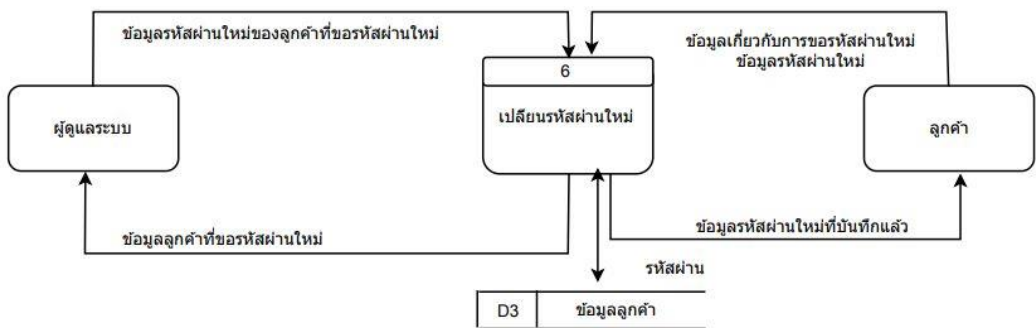 ข้อมูลรหัสผ่านใหม่ของลูกค้าที่ขอรหัสผ่านใหม่
ข้อมูลเกี่ยวกับการขอรหัสผ่านใหม่
ข้อมูลรหัสผ่านใหม่
6
ผู้ดูแลระบบ
เปลี่ยนรหัสผ่านใหม่
ลูกค้า
ข้อมูลลูกค้าที่ขอรหัสผ่านใหม่
ข้อมูลรหัสผ่านใหม่ที่บันทึกแล้ว
รหัสผ่าน
D3
ข้อมูลลูกค้า